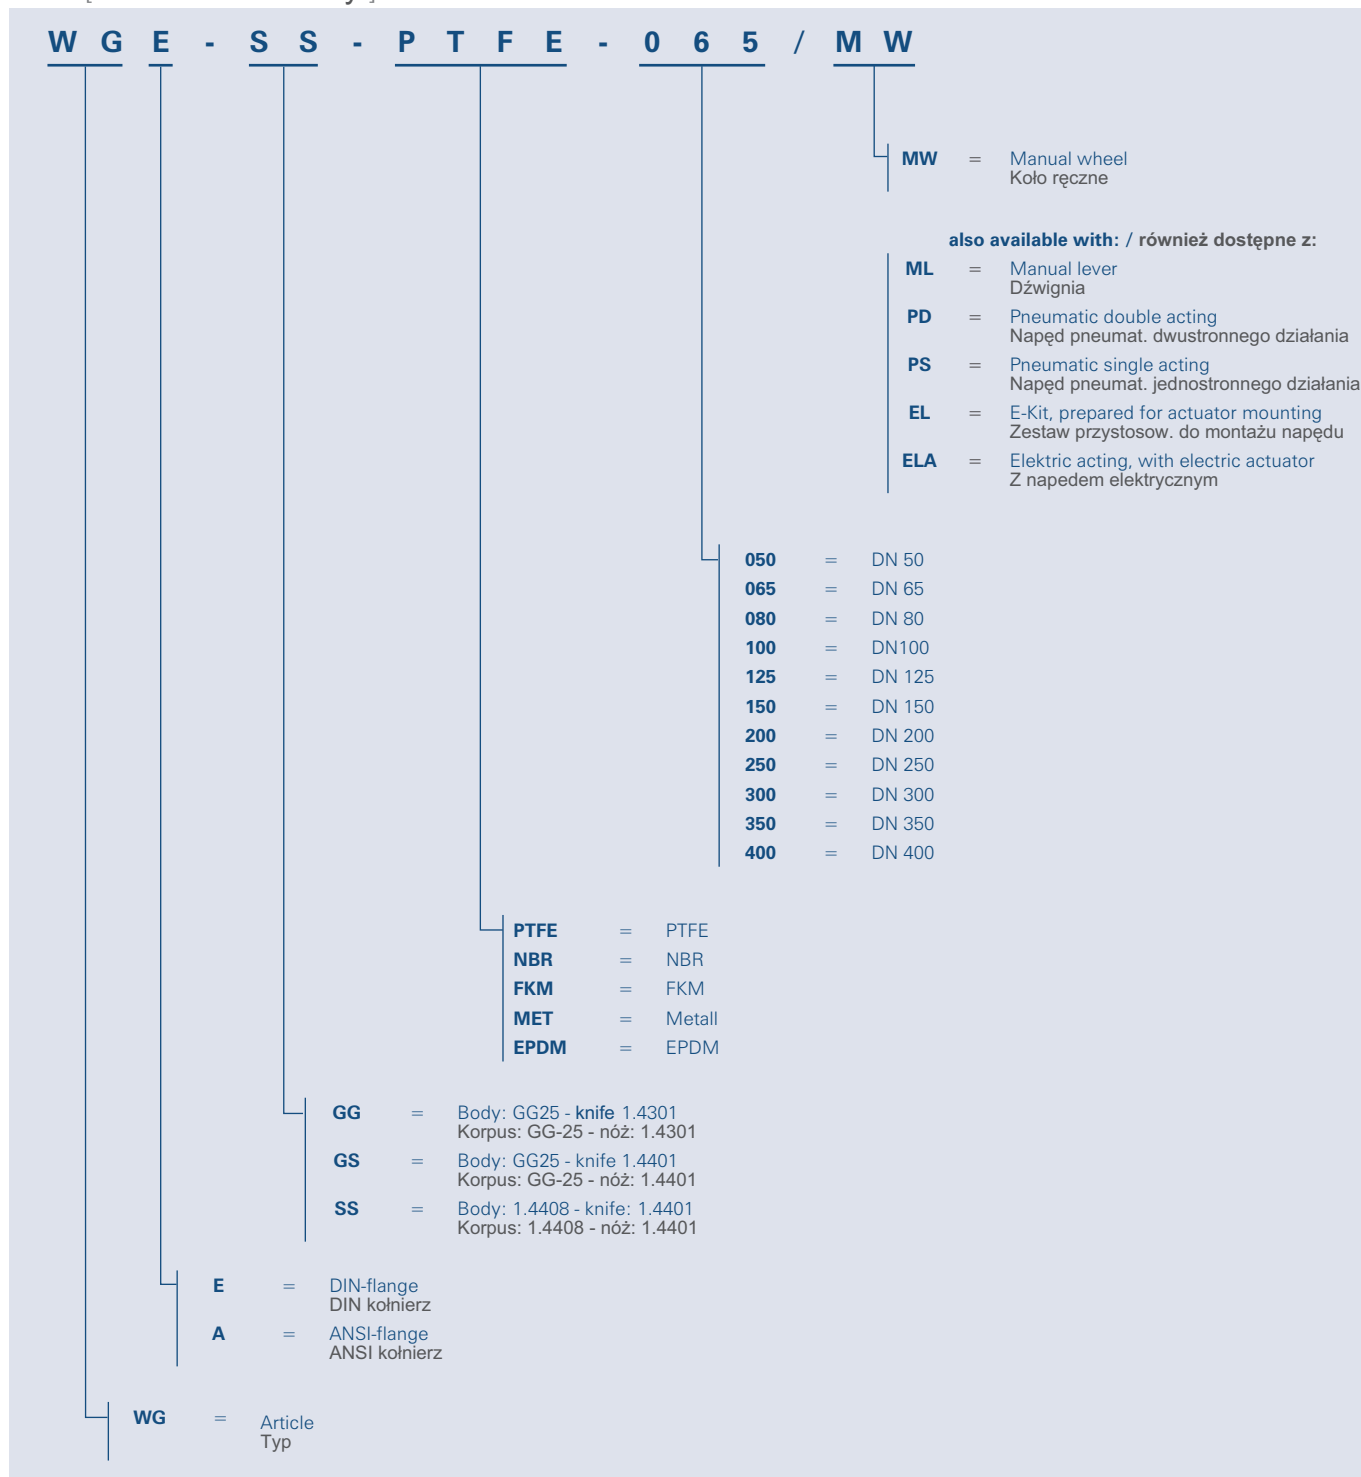 W G E - S S - P T F E - 0 6 5 / M W
MW = Manual wheel
Koło ręczne
also available with: / również dostępne z:
ML = Manual lever
Dźwignia
PD = Pneumatic double acting
Napęd pneumat. dwustronnego działania
PS = Pneumatic single acting
Napęd pneumat. jednostronnego działania
EL = E-Kit, prepared for actuator mounting
Zestaw przystosow. do montażu napędu
ELA = Elektric acting, with electric actuator
Z napedem elektrycznym
050 = DN 50
065 = DN 65
080 = DN 80
100 = DN100
125 = DN 125
150 = DN 150
200 = DN 200
250 = DN 250
300 = DN 300
350 = DN 350
400 = DN 400
PTFE = PTFE
NBR = NBR
FKM = FKM
MET = Metall
EPDM = EPDM
GG = Body: GG25 - knife 1.4301
Korpus: GG-25 - nóż: 1.4301
GS = Body: GG25 - knife 1.4401
Korpus: GG-25 - nóż: 1.4401
SS = Body: 1.4408 - knife: 1.4401
Korpus: 1.4408 - nóż: 1.4401
E = DIN-flange
DIN kołnierz
A = ANSI-flange
ANSI kołnierz
WG = Article
Typ